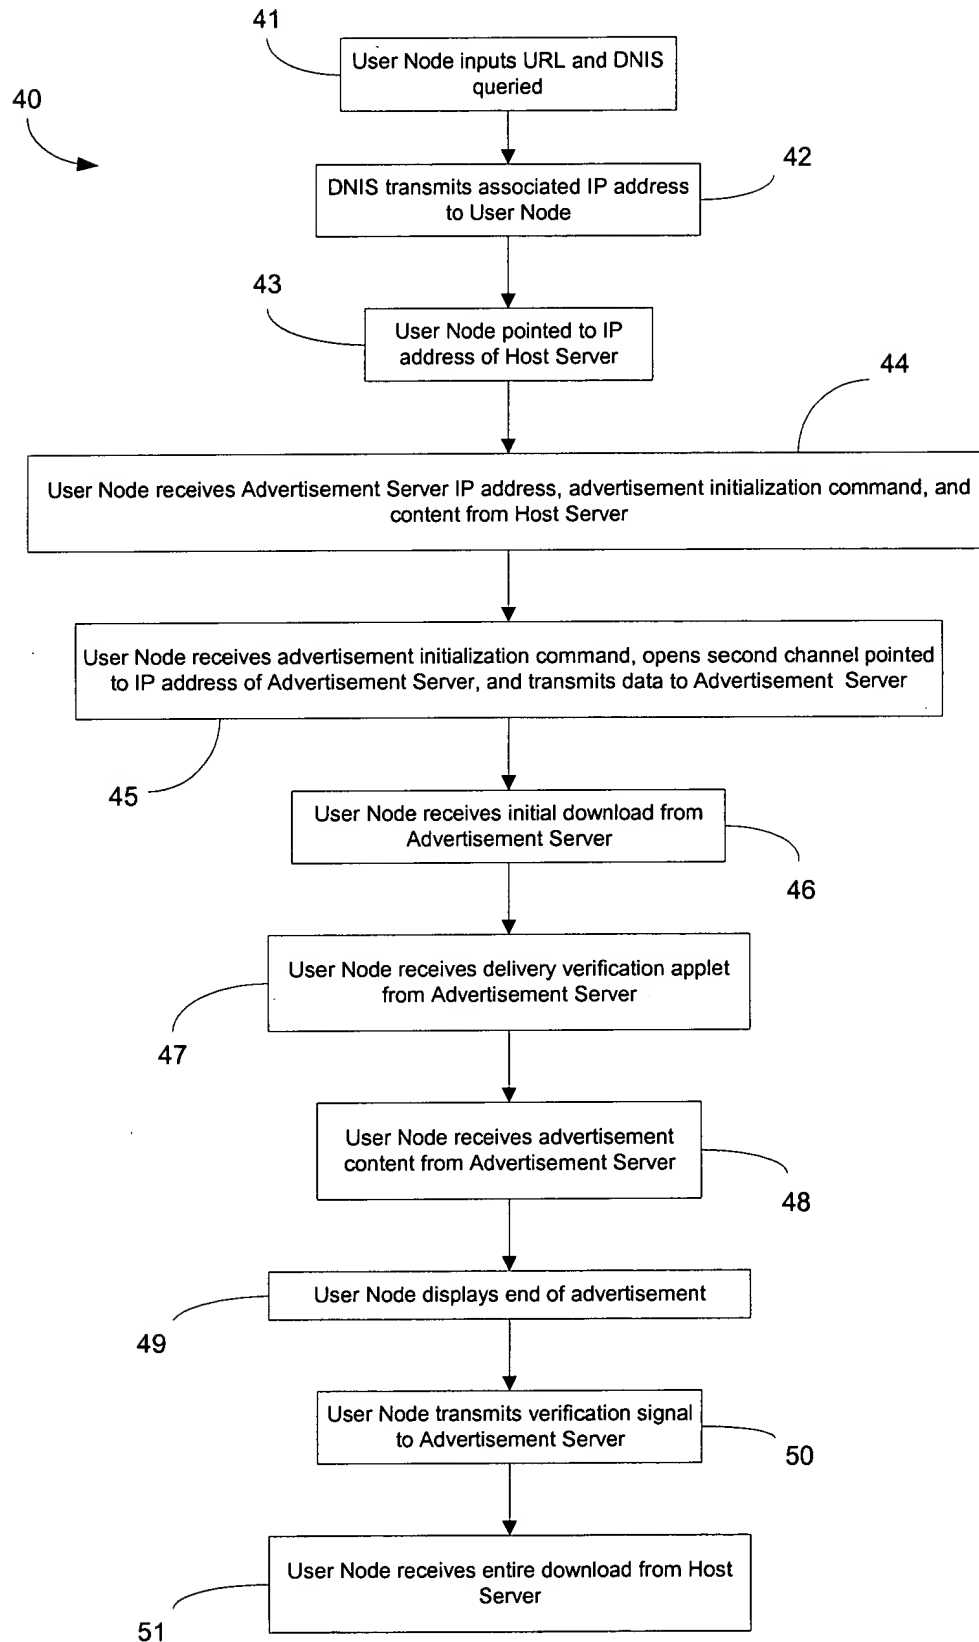 41
User Node inputs URL and DNIS
queried
40
42
DNIS transmits associated IP address
to User Node
43
User Node pointed to IP
address of Host Server
44
User Node receives Advertisement Server IP address, advertisement initialization command, and
content from Host Server
User Node receives advertisement initialization command, opens second channel pointed
to IP address of Advertisement Server, and transmits data to Advertisement Server
45
User Node receives initial download from
Advertisement Server
46
User Node receives delivery verification applet
from Advertisement Server
47
User Node receives advertisement
content from Advertisement Server
48
User Node displays end of advertisement
49
User Node transmits verification signal
to Advertisement Server
50
User Node receives entire download from Host
Server
51